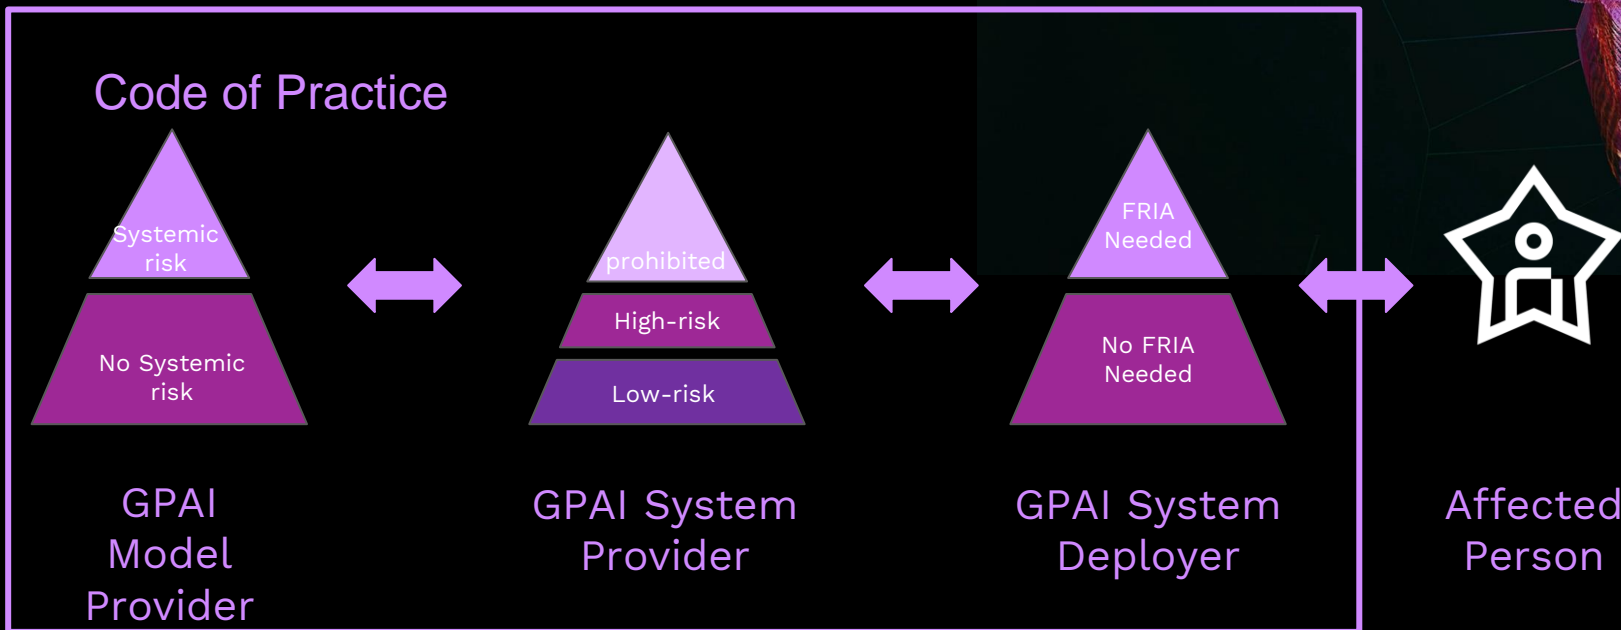 Code of Practice
Systemic
risk
No Systemic
risk
GPAI
Model
Provider
prohibited
High-risk
Low-risk
GPAI System
Provider
FRIA
Needed
No FRIA
Needed
GPAI System
Deployer
Affected
Person